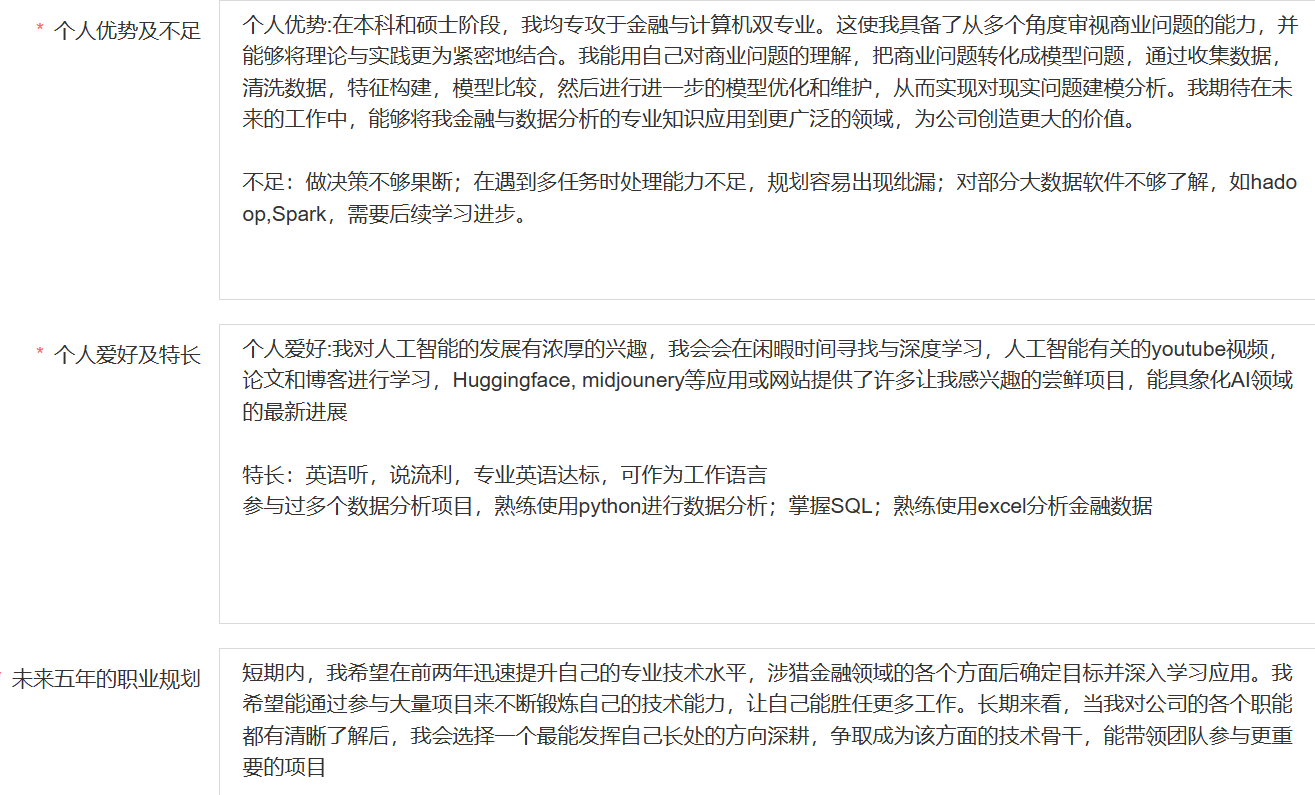 * 个人优势及不足
个人优势:在本科和硕士阶段，我均专攻于金融与计算机双专业。这使我具备了从多个角度审视商业问题的能力，并
能够将理论与实践更为紧密地结合。我能用自己对商业问题的理解，把商业问题转化成模型问题，通过收集数据，
清洗数据，特征构建，模型比较，然后进行进一步的模型优化和维护，从而实现对现实问题建模分析。我期待在未
来的工作中，能够将我金融与数据分析的专业知识应用到更广泛的领域，为公司创造更大的价值。
不足：做决策不够果断；在遇到多任务时处理能力不足，规划容易出现纰漏；对部分大数据软件不够了解，如hado
op,Spark，需要后续学习进步。
* 个人爱好及特长
个人爱好:我对人工智能的发展有浓厚的兴趣，我会会在闲暇时间寻找与深度学习，人工智能有关的youtube视频，
论文和博客进行学习，Huggingface, midjounery等应用或网站提供了许多让我感兴趣的尝鲜项目，能具象化AI领域
的最新进展
特长：英语听，说流利，专业英语达标，可作为工作语言
参与过多个数据分析项目，熟练使用python进行数据分析；掌握SQL；熟练使用excel分析金融数据
* 未来五年的职业规划
短期内，我希望在前两年迅速提升自己的专业技术水平，涉猎金融领域的各个方面后确定目标并深入学习应用。我
希望能通过参与大量项目来不断锻炼自己的技术能力，让自己能胜任更多工作。长期来看，当我对公司的各个职能
都有清晰了解后，我会选择一个最能发挥自己长处的方向深耕，争取成为该方面的技术骨干，能带领团队参与更重
要的项目